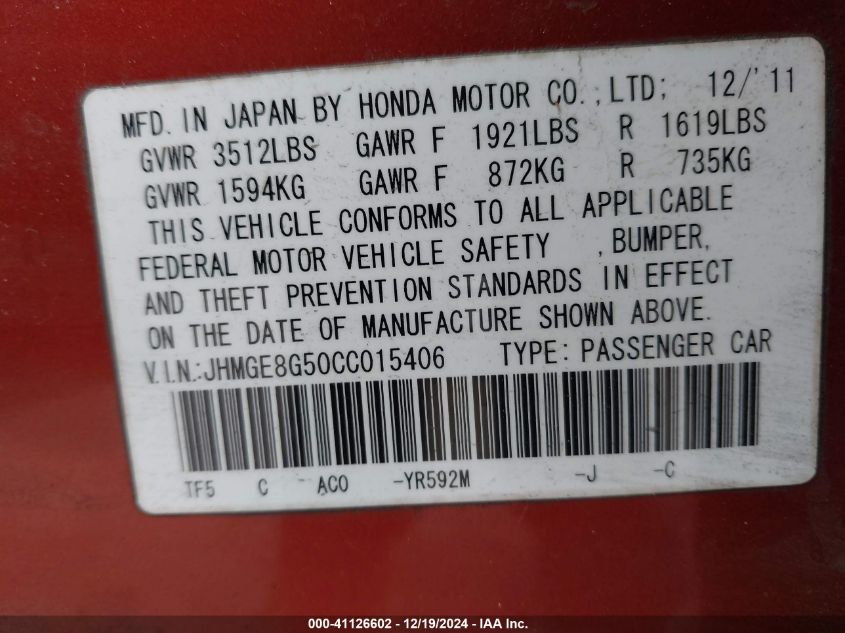 MFD. IN JAPAN BY HONDA MOTOR CO.,LTD; 12/'11
GVWR 3512LBS GAWR F 1921LBS R 1619LBS
GVWR 1594KG GAWR F 872KG R 735KG
THIS VEHICLE CONFORMS TO ALL APPLICABLE
FEDERAL MOTOR VEHICLE SAFETY ,BUMPER,
AND THEFT PREVENTION STANDARDS IN EFFECT
ON THE DATE OF MANUFACTURE SHOWN ABOVE.
V.I.N.:JHMGE8G50CC015406 TYPE: PASSENGER CAR
TF5 C ACO -YR592M -J -C
000-41126602 - 12/19/2024 - IAA Inc.